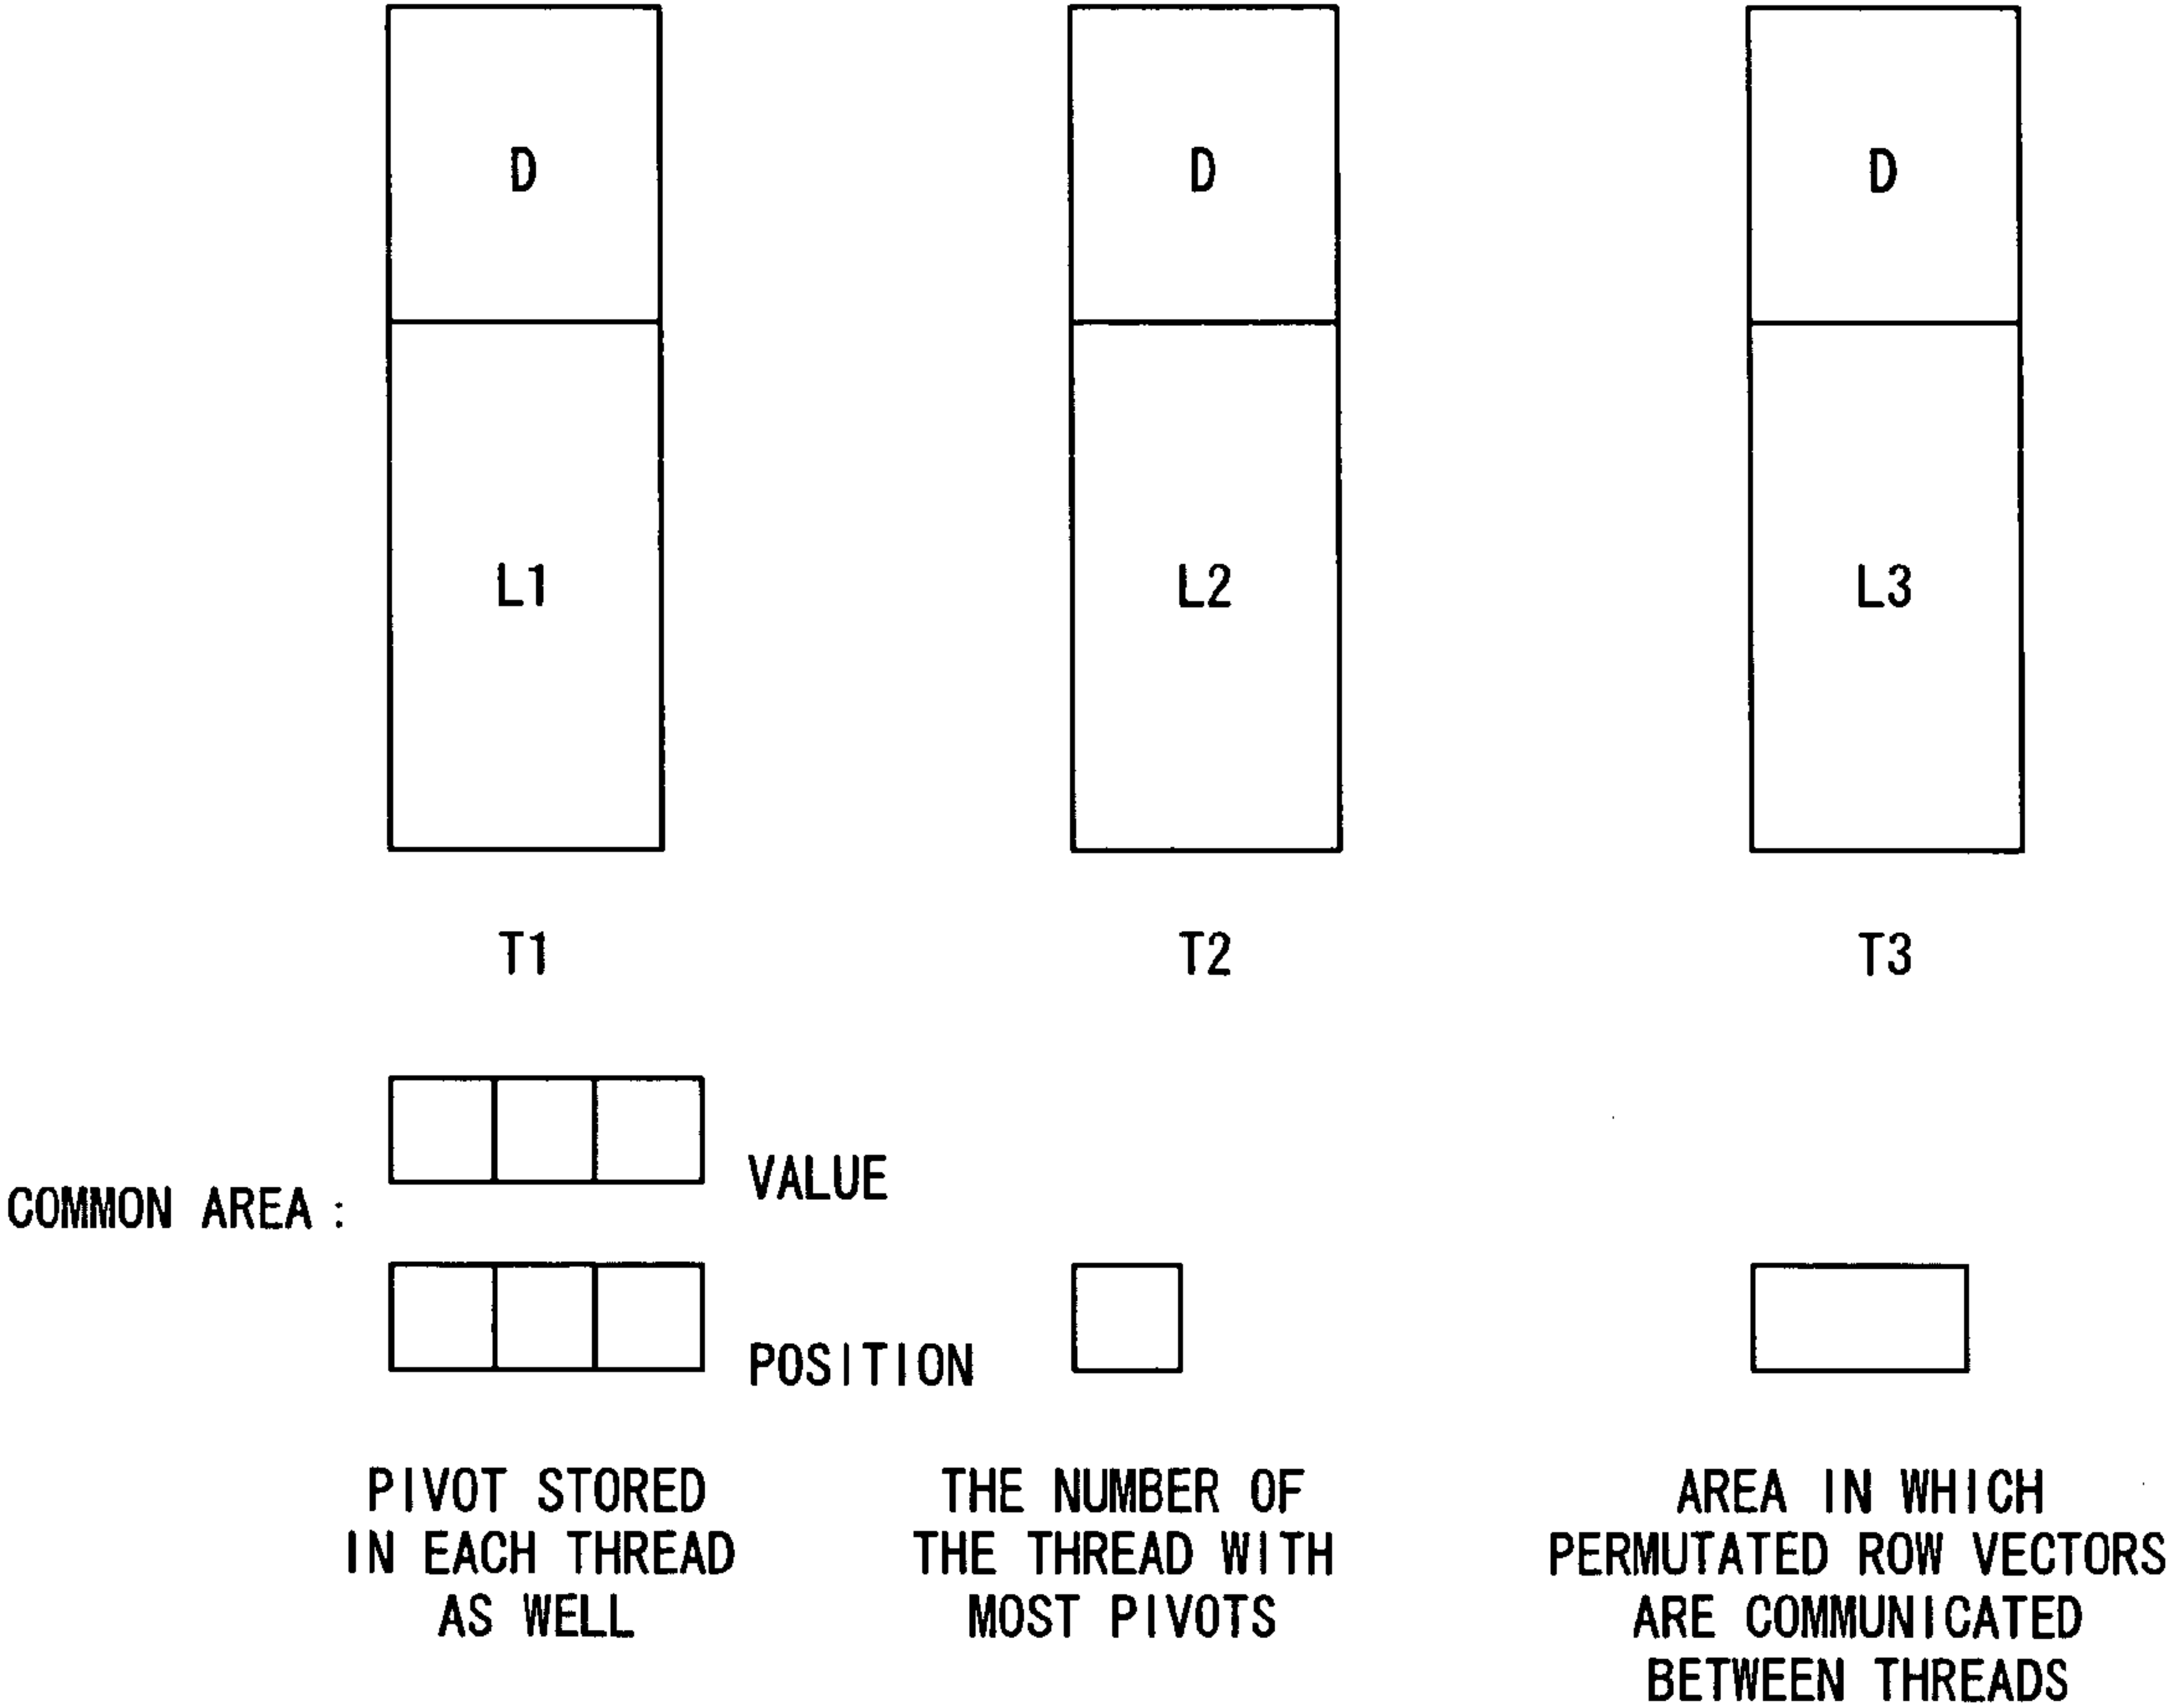 D D D
L1 L2 L3
T1 T2 T3
VALUE
COMMON AREA :
POSITION
PIVOT STORED
IN EACH THREAD
AS WELL
THE NUMBER OF
THE THREAD WITH
MOST PIVOTS
AREA IN WHICH
PERMUTATED ROW VECTORS
ARE COMMUNICATED
BETWEEN THREADS